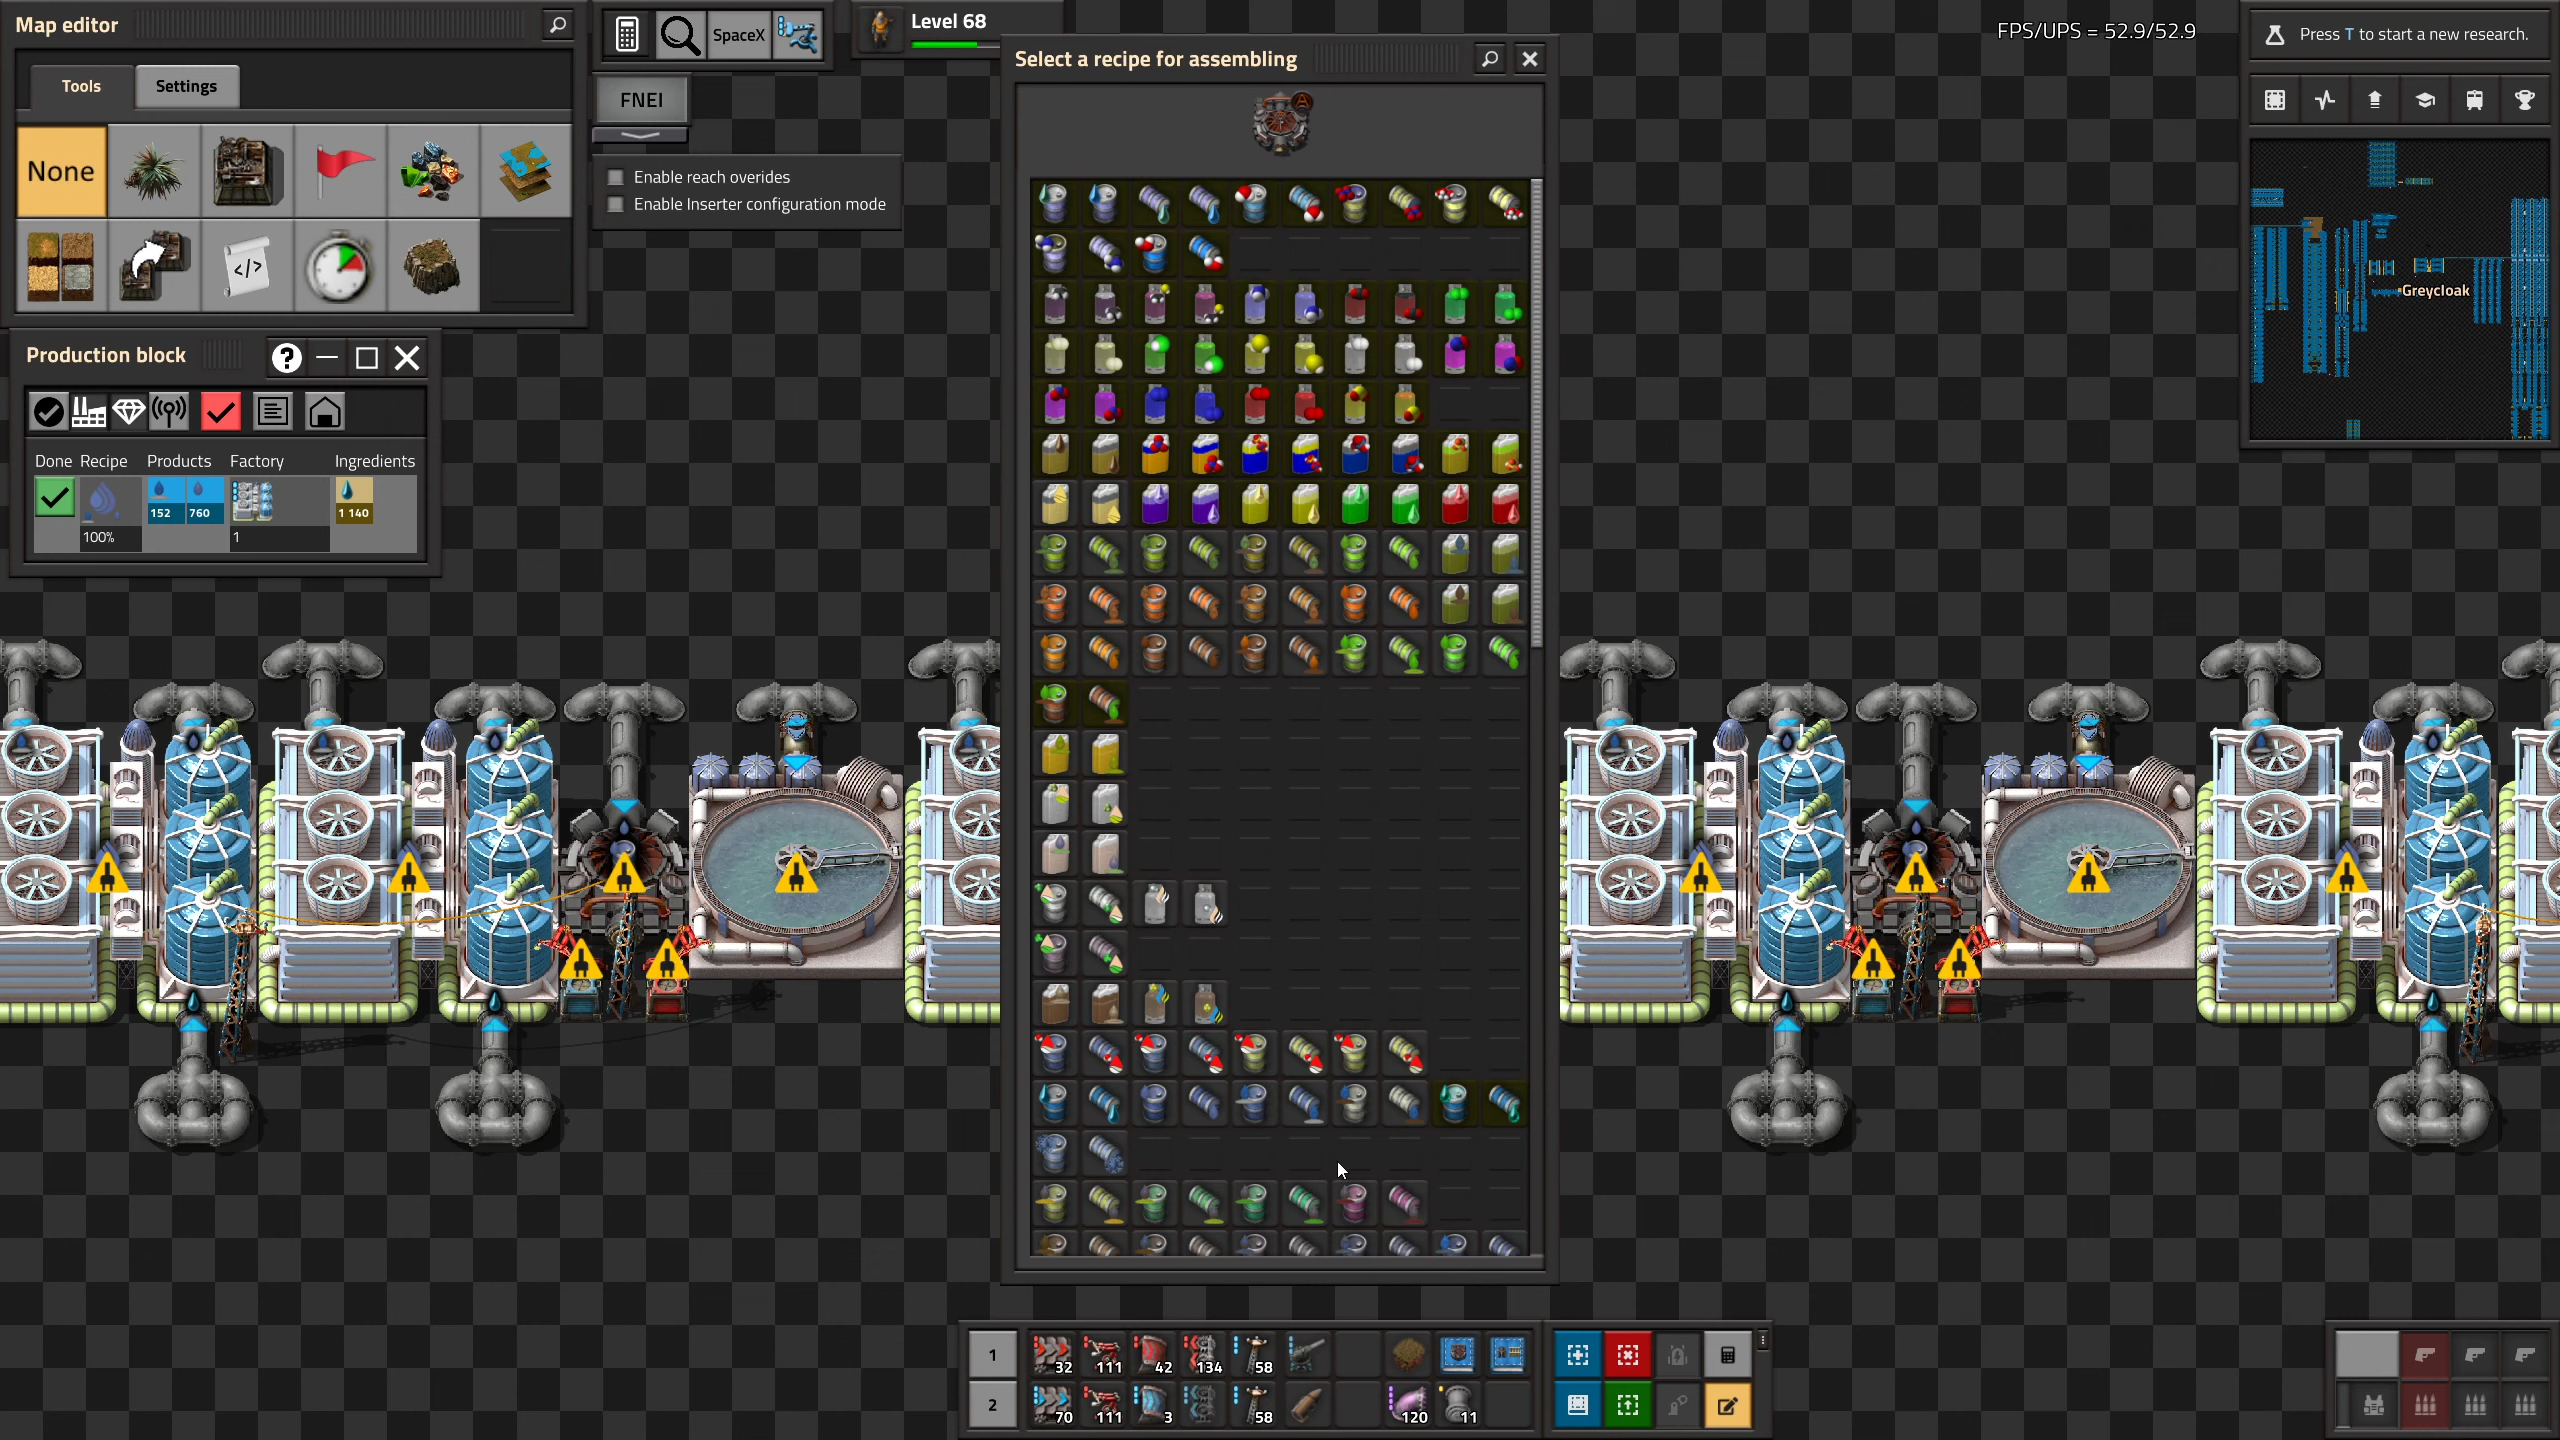 Map editor
Tools
Settings
None
</>
SpaceX
Level 68
FNEI
Enable reach overides
Enable Inserter configuration mode
Select a recipe for assembling
A
FPS/UPS = 52.9/52.9
Press T to start a new research.
Greycloak
Production block
?
Done Recipe Products Factory Ingredients
152 760 1 140
100% 1
1 32 111 42 134 58
2 70 111 3 58 120 11